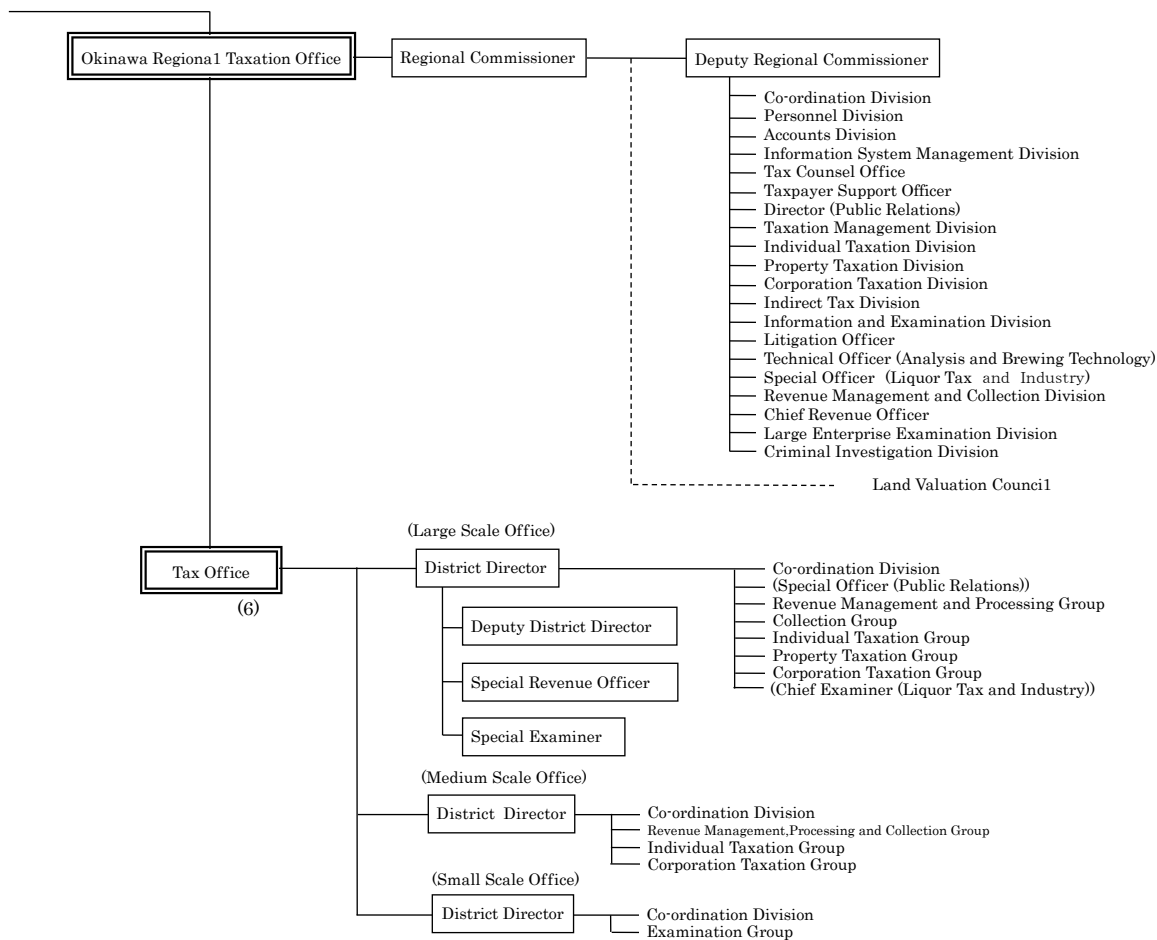 Okinawa Regiona1 Taxation Office
Regional Commissioner
Deputy Regional Commissioner
Co-ordination Division
Personnel Division
Accounts Division
Information System Management Division
Tax Counsel Office
Taxpayer Support Officer
Director (Public Relations)
Taxation Management Division
Individual Taxation Division
Property Taxation Division
Corporation Taxation Division
Indirect Tax Division
Information and Examination Division
Litigation Officer
Technical Officer (Analysis and Brewing Technology)
Special Officer (Liquor Tax and Industry)
Revenue Management and Collection Division
Chief Revenue Officer
Large Enterprise Examination Division
Criminal Investigation Division
Land Valuation Counci1
Tax Office
(6)
(Large Scale Office)
District Director
Deputy District Director
Special Revenue Officer
Special Examiner
Co-ordination Division
(Special Officer (Public Relations))
Revenue Management and Processing Group
Collection Group
Individual Taxation Group
Property Taxation Group
Corporation Taxation Group
(Chief Examiner (Liquor Tax and Industry))
(Medium Scale Office)
District Director
Co-ordination Division
Revenue Management,Processing and Collection Group
Individual Taxation Group
Corporation Taxation Group
(Small Scale Office)
District Director
Co-ordination Division
Examination Group